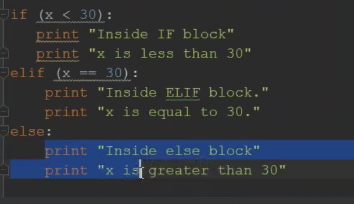 if (x < 30):
    print "Inside IF block"
    print "x is less than 30"
elif (x == 30):
    print "Inside ELIF block."
    print "x is equal to 30."
else:
    print "Inside else block"
    print "x is greater than 30"